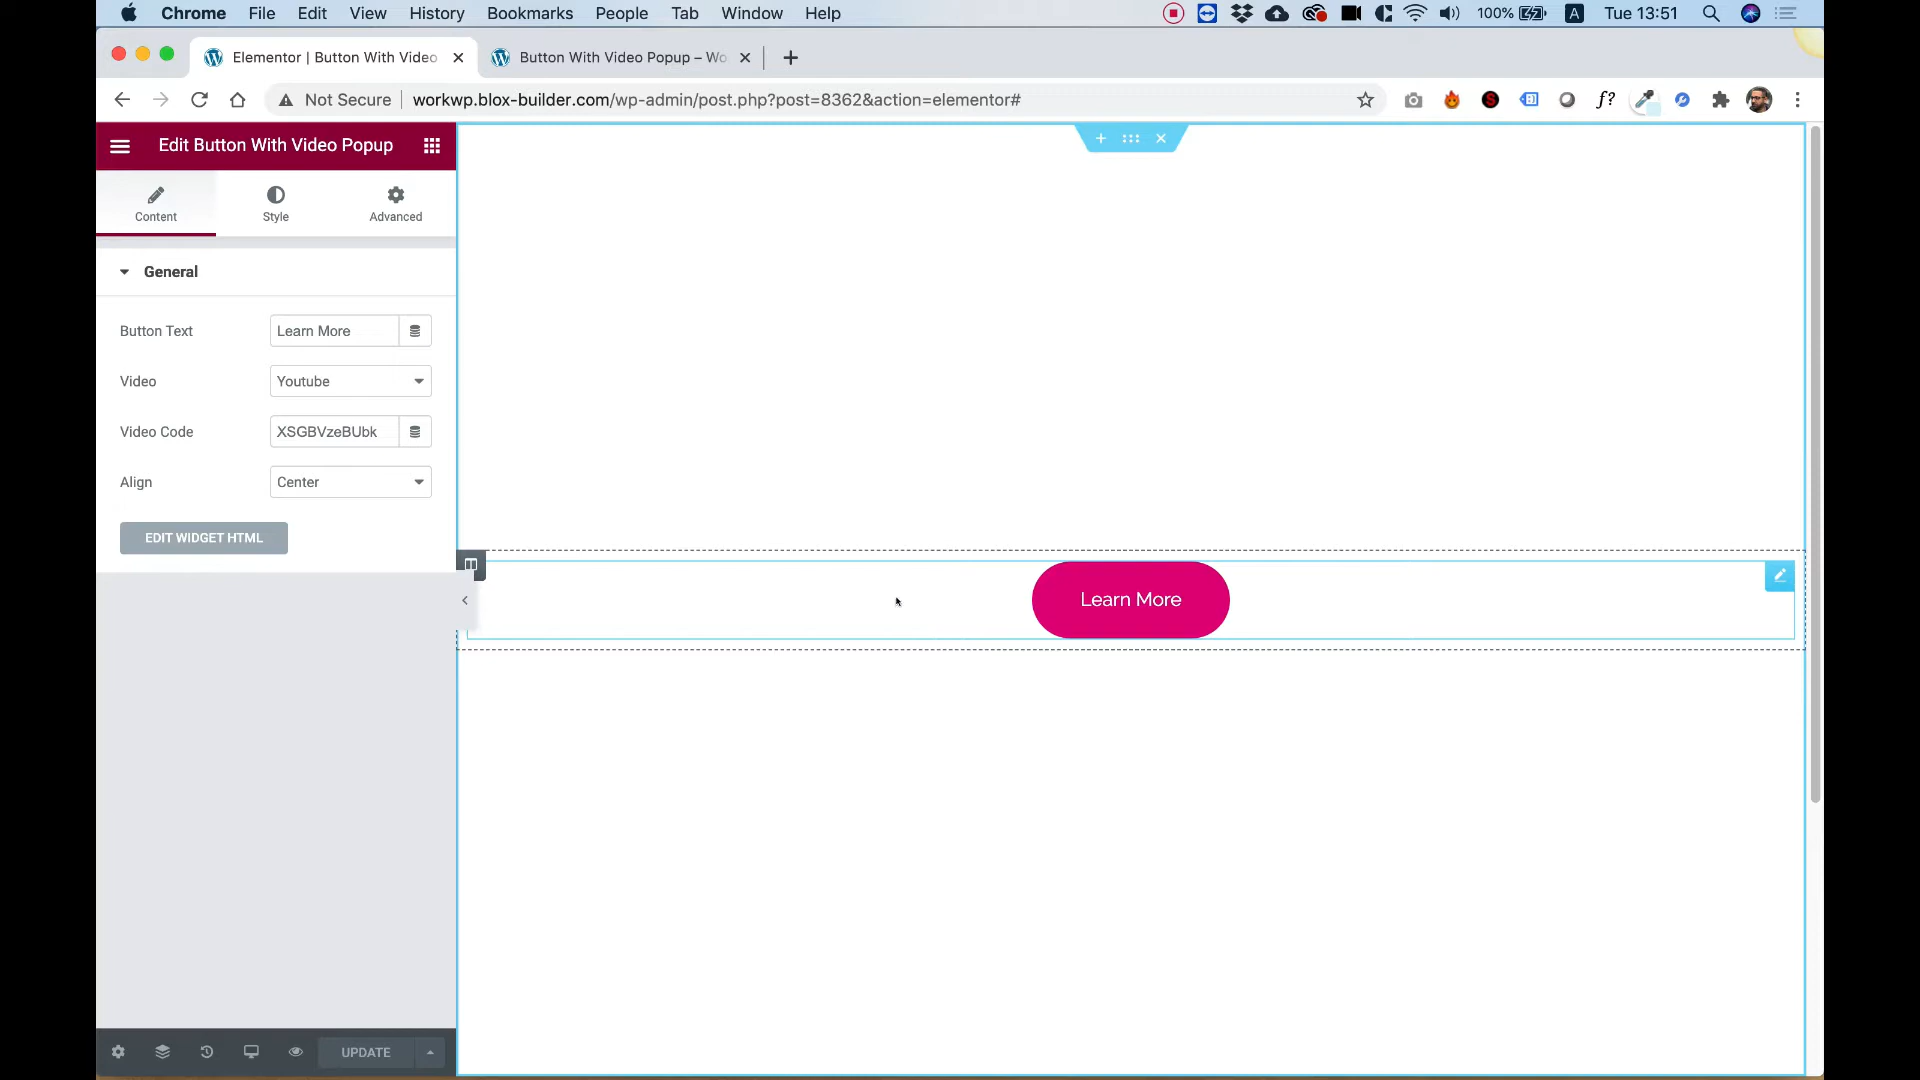 Chrome File Edit View History Bookmarks People Tab Window Help 100% A Tue 13:51
Elementor | Button With Video
Button With Video Popup – Wo
Not Secure workwp.blox-builder.com/wp-admin/post.php?post=8362&action=elementor#
f?
Edit Button With Video Popup
Content Style Advanced
General
Button Text Learn More
Video Youtube
Video Code XSGBVzeBUbk
Align Center
EDIT WIDGET HTML
Learn More
UPDATE